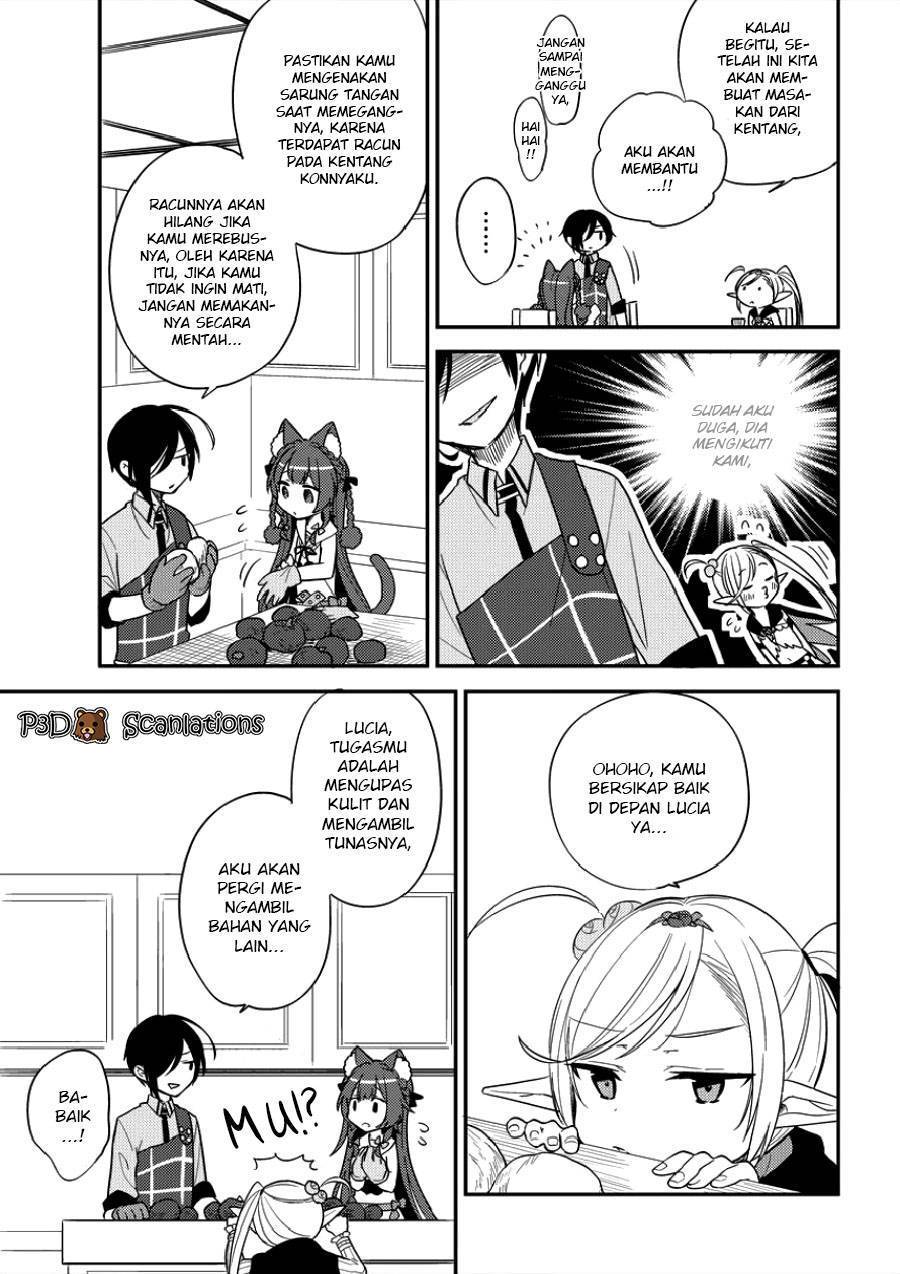 KALAU
BEGITU, SE-
TELAH INI KITA
AKAN MEM-
BUAT MASA-
KAN DARI
KENTANG,
AKU AKAN
MEMBANTU
...!!
JANGAN
SAMPAI
MENG-
GANGGU
YA,
HAI
HAI
!!
......
SUDAH AKU
DUGA, DIA
MENGIKUTI
KAMI,
PASTIKAN KAMU
MENGENAKAN
SARUNG TANGAN
SAAT MEMEGANG-
NYA, KARENA
TERDAPAT RACUN
PADA KENTANG
KONNYAKU.
RACUNNYA AKAN
HILANG JIKA
KAMU MEREBUS-
NYA, OLEH KARENA
ITU, JIKA KAMU
TIDAK INGIN MATI,
JANGAN MEMAKAN-
NYA SECARA
MENTAH...
OHOHO, KAMU
BERSIKAP BAIK
DI DEPAN LUCIA
YA...
P3D Scanlations
LUCIA,
TUGASMU
ADALAH
MENGUPAS
KULIT DAN
MENGAMBIL
TUNASNYA,
AKU AKAN
PERGI ME-
NGAMBIL
BAHAN YANG
LAIN...
MU!?
BA-
BAIK
...!